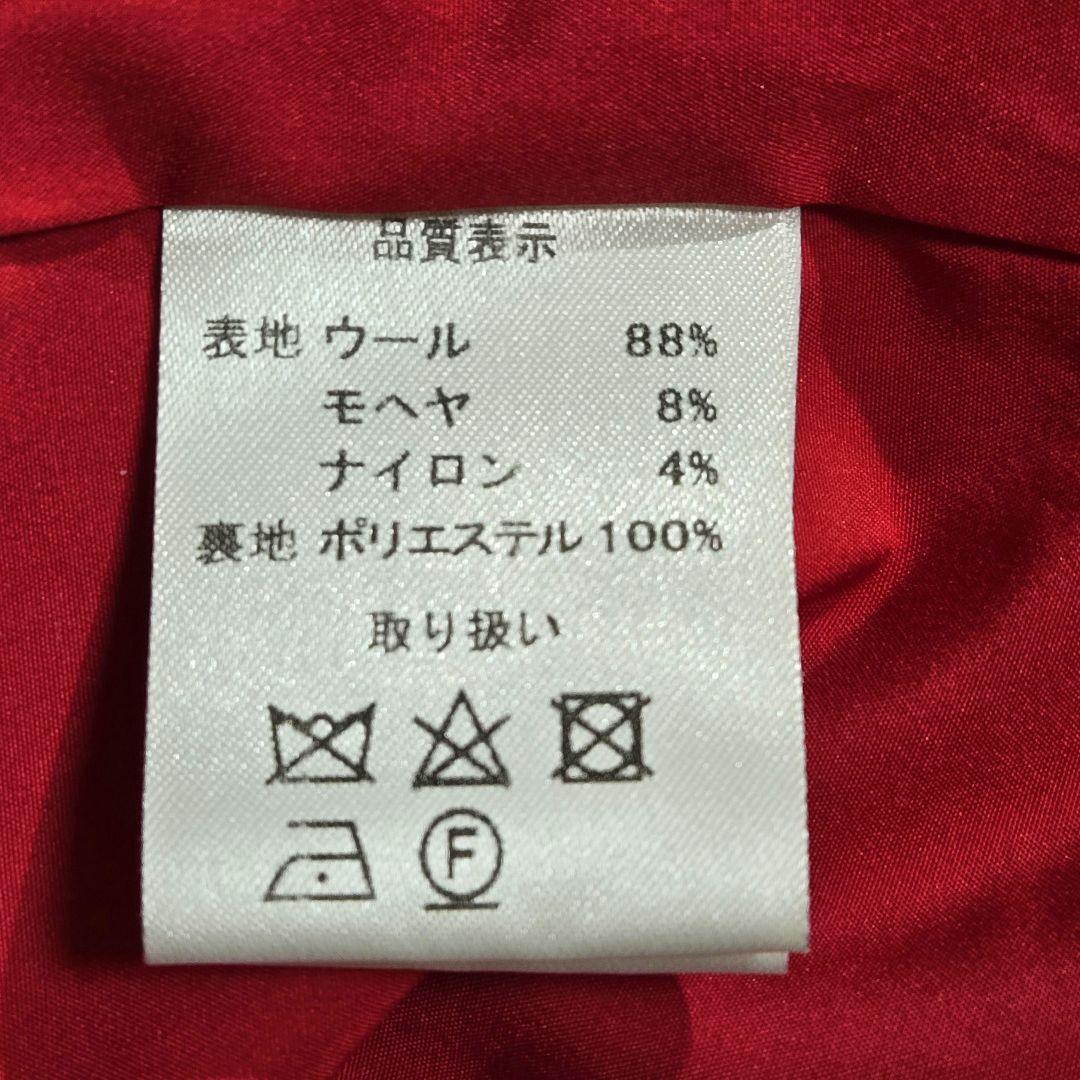 品質表示
表地 ウール 88%
モヘヤ 8%
ナイロン 4%
裏地 ポリエステル 100%
取り扱い
F